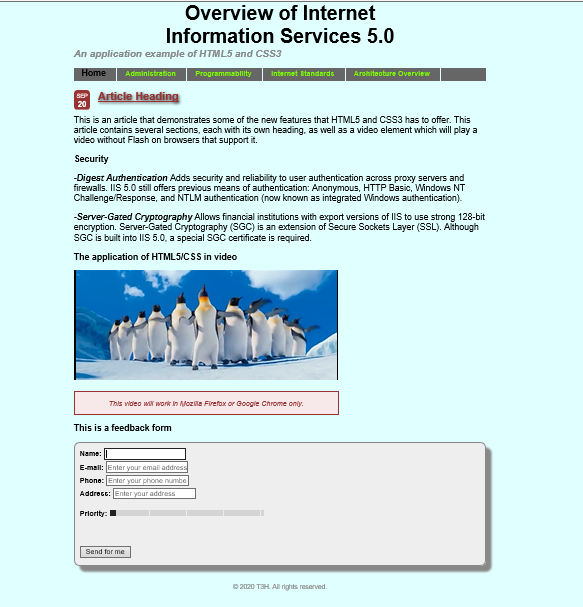 Overview of Internet
Information Services 5.0
An application example of HTML5 and CSS3
Home Administration Programmability Internet Standards Architecture Overview
SEP
20
Article Heading
This is an article that demonstrates some of the new features that HTML5 and CSS3 has to offer. This
article contains several sections, each with its own heading, as well as a video element which will play a
video without Flash on browsers that support it.
Security
-Digest Authentication Adds security and reliability to user authentication across proxy servers and
firewalls. IIS 5.0 still offers previous means of authentication: Anonymous, HTTP Basic, Windows NT
Challenge/Response, and NTLM authentication (now known as integrated Windows authentication).
-Server-Gated Cryptography Allows financial institutions with export versions of IIS to use strong 128-bit
encryption. Server-Gated Cryptography (SGC) is an extension of Secure Sockets Layer (SSL). Although
SGC is built into IIS 5.0, a special SGC certificate is required.
The application of HTML5/CSS in video
This video will work in Mozilla Firefox or Google Chrome only.
This is a feedback form
Name:
E-mail: Enter your email address
Phone: Enter your phone numbe
Address: Enter your address
Priority:
Send for me
© 2020 T3H. All rights reserved.